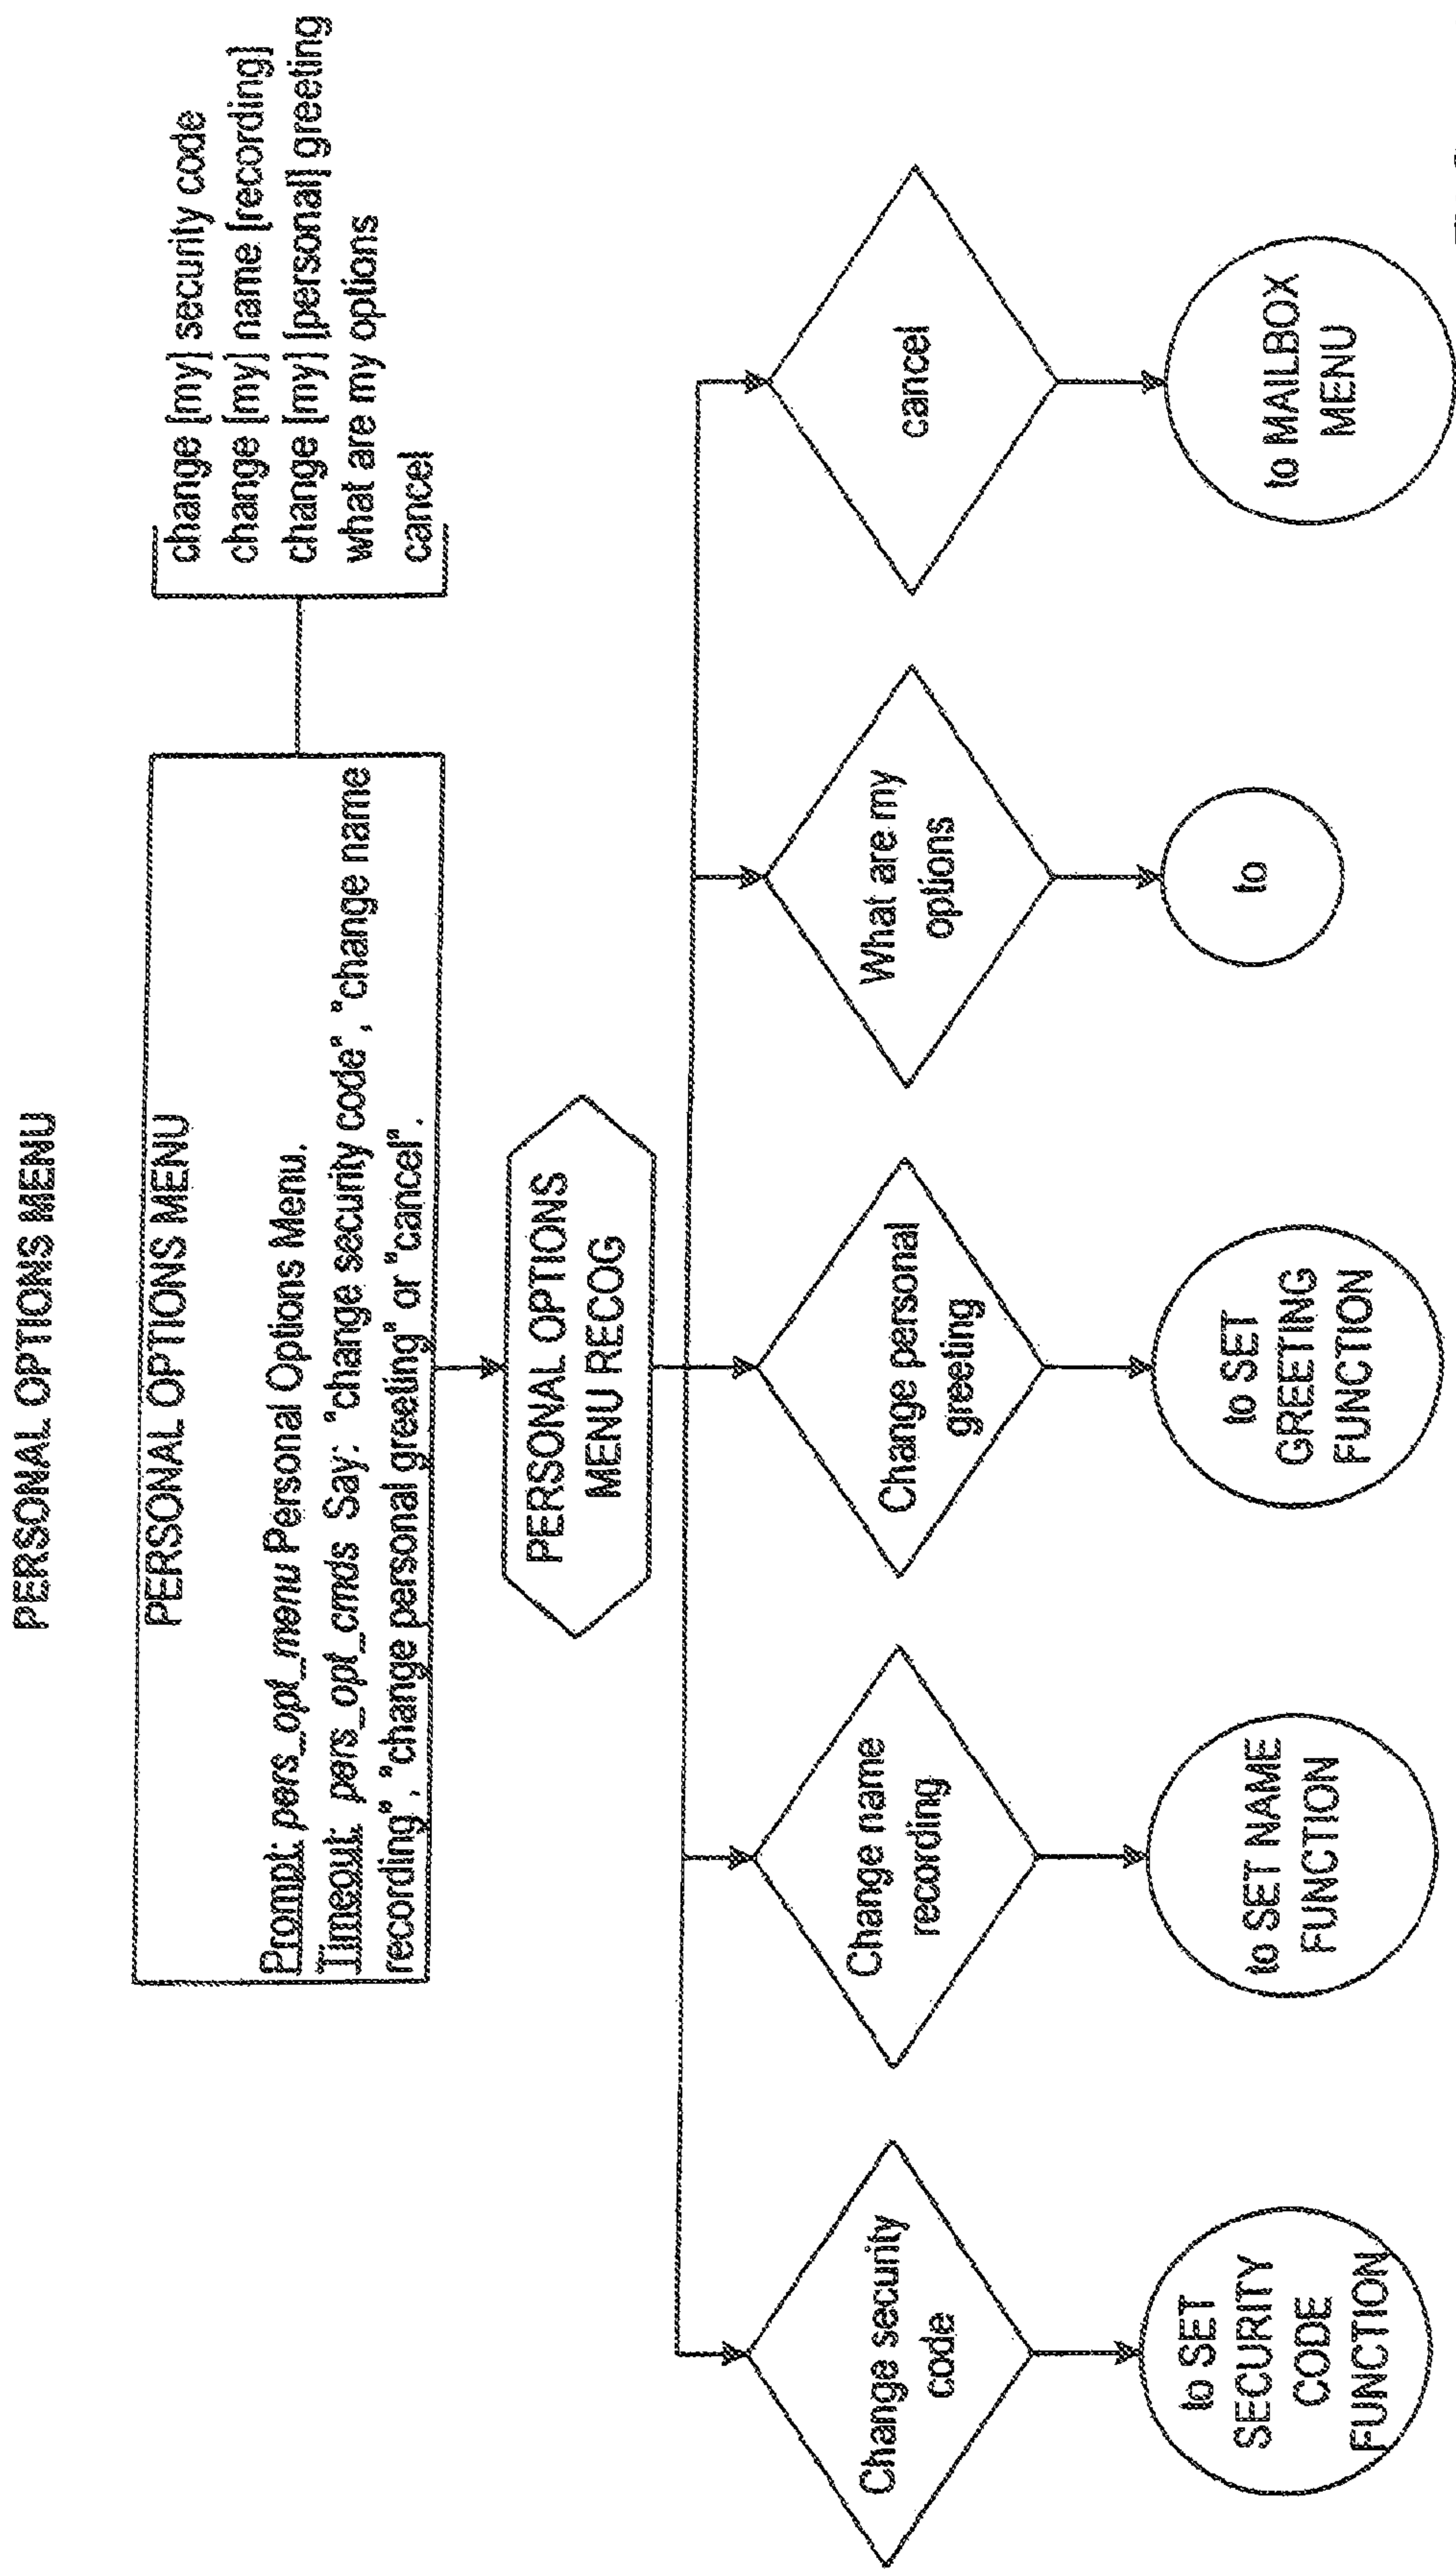 PERSONAL OPTIONS MENU
PERSONAL OPTIONS MENU
Prompt: pers_opt_menu Personal Options Menu.
Timeout: pers_opt_cmds Say: "change security code", "change name
recording", "change personal greeting" or "cancel".
change [my] security code
change [my] name [recording]
change [my] [personal] greeting
what are my options
cancel
PERSONAL OPTIONS
MENU RECOG
Change security
code
Change name
recording
Change personal
greeting
What are my
options
cancel
to SET
SECURITY
CODE
FUNCTION
to SET NAME
FUNCTION
to SET
GREETING
FUNCTION
to
to MAILBOX
MENU